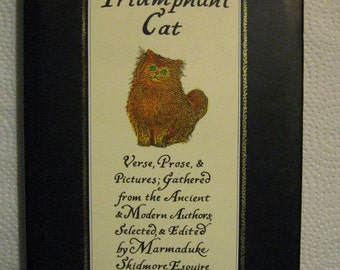 Triumphant
Cat
Verse, Prose, &
Pictures; Gathered
from the Ancient
& Modern Authors;
Selected, & Edited
by Marmaduke
Skidmore, Esquire